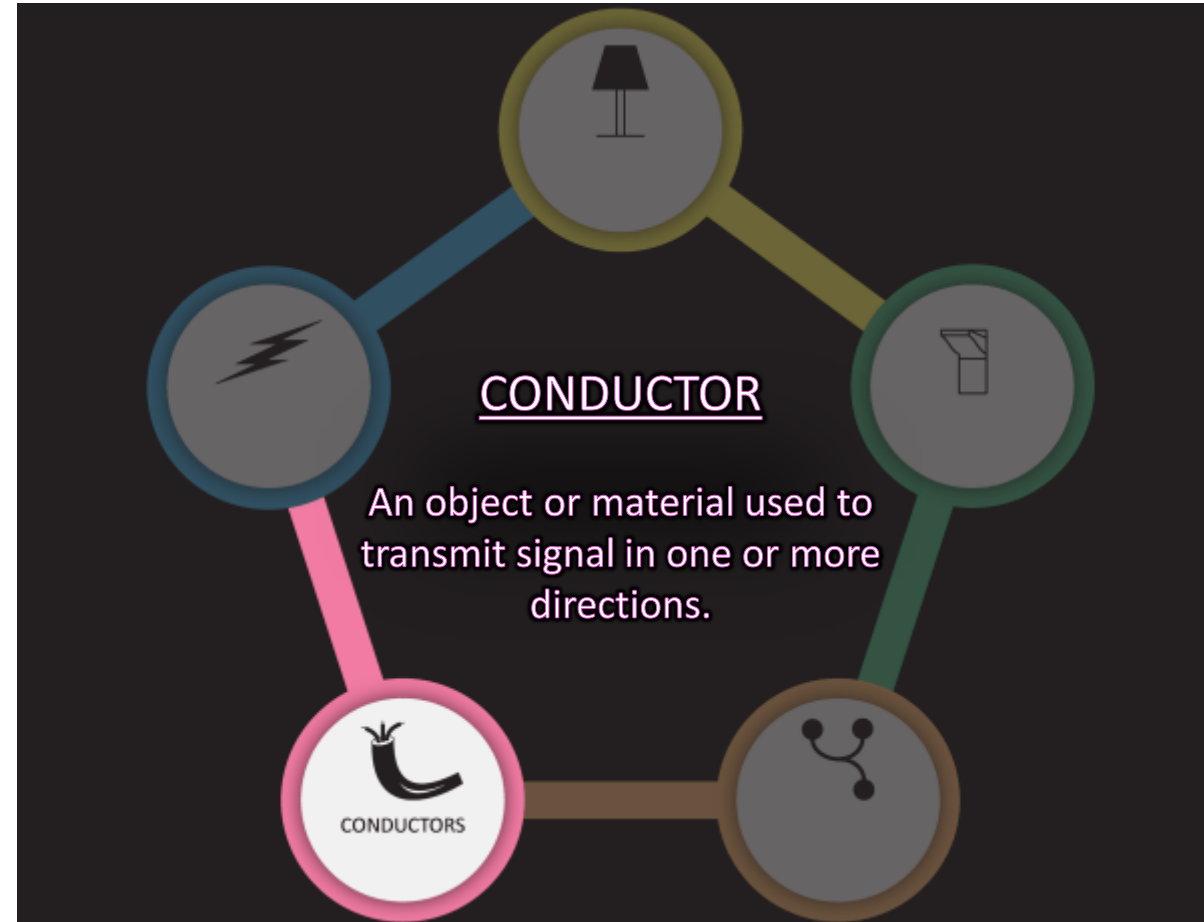 CONDUCTOR
An object or material used to
transmit signal in one or more
directions.
CONDUCTORS